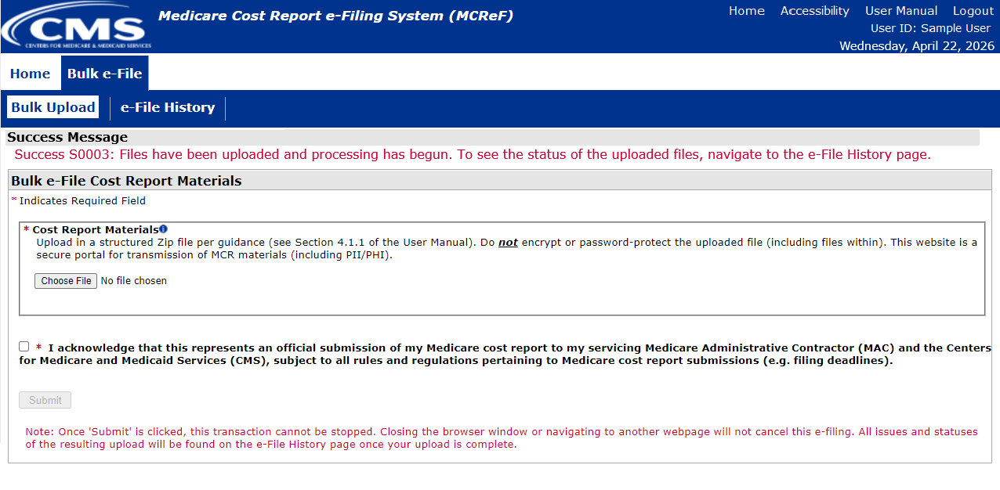 CMS
CENTERS FOR MEDICARE & MEDICAID SERVICES
Medicare Cost Report e-Filing System (MCReF)
Home Accessibility User Manual Logout
User ID: Sample User
Wednesday, April 22, 2026
Home Bulk e-File
Bulk Upload e-File History
Success Message
Success S0003: Files have been uploaded and processing has begun. To see the status of the uploaded files, navigate to the e-File History page.
Bulk e-File Cost Report Materials
* Indicates Required Field
* Cost Report Materials
Upload in a structured Zip file per guidance (see Section 4.1.1 of the User Manual). Do not encrypt or password-protect the uploaded file (including files within). This website is a
secure portal for transmission of MCR materials (including PII/PHI).
Choose File No file chosen
* I acknowledge that this represents an official submission of my Medicare cost report to my servicing Medicare Administrative Contractor (MAC) and the Centers
for Medicare and Medicaid Services (CMS), subject to all rules and regulations pertaining to Medicare cost report submissions (e.g. filing deadlines).
Submit
Note: Once 'Submit' is clicked, this transaction cannot be stopped. Closing the browser window or navigating to another webpage will not cancel this e-filing. All issues and statuses
of the resulting upload will be found on the e-File History page once your upload is complete.